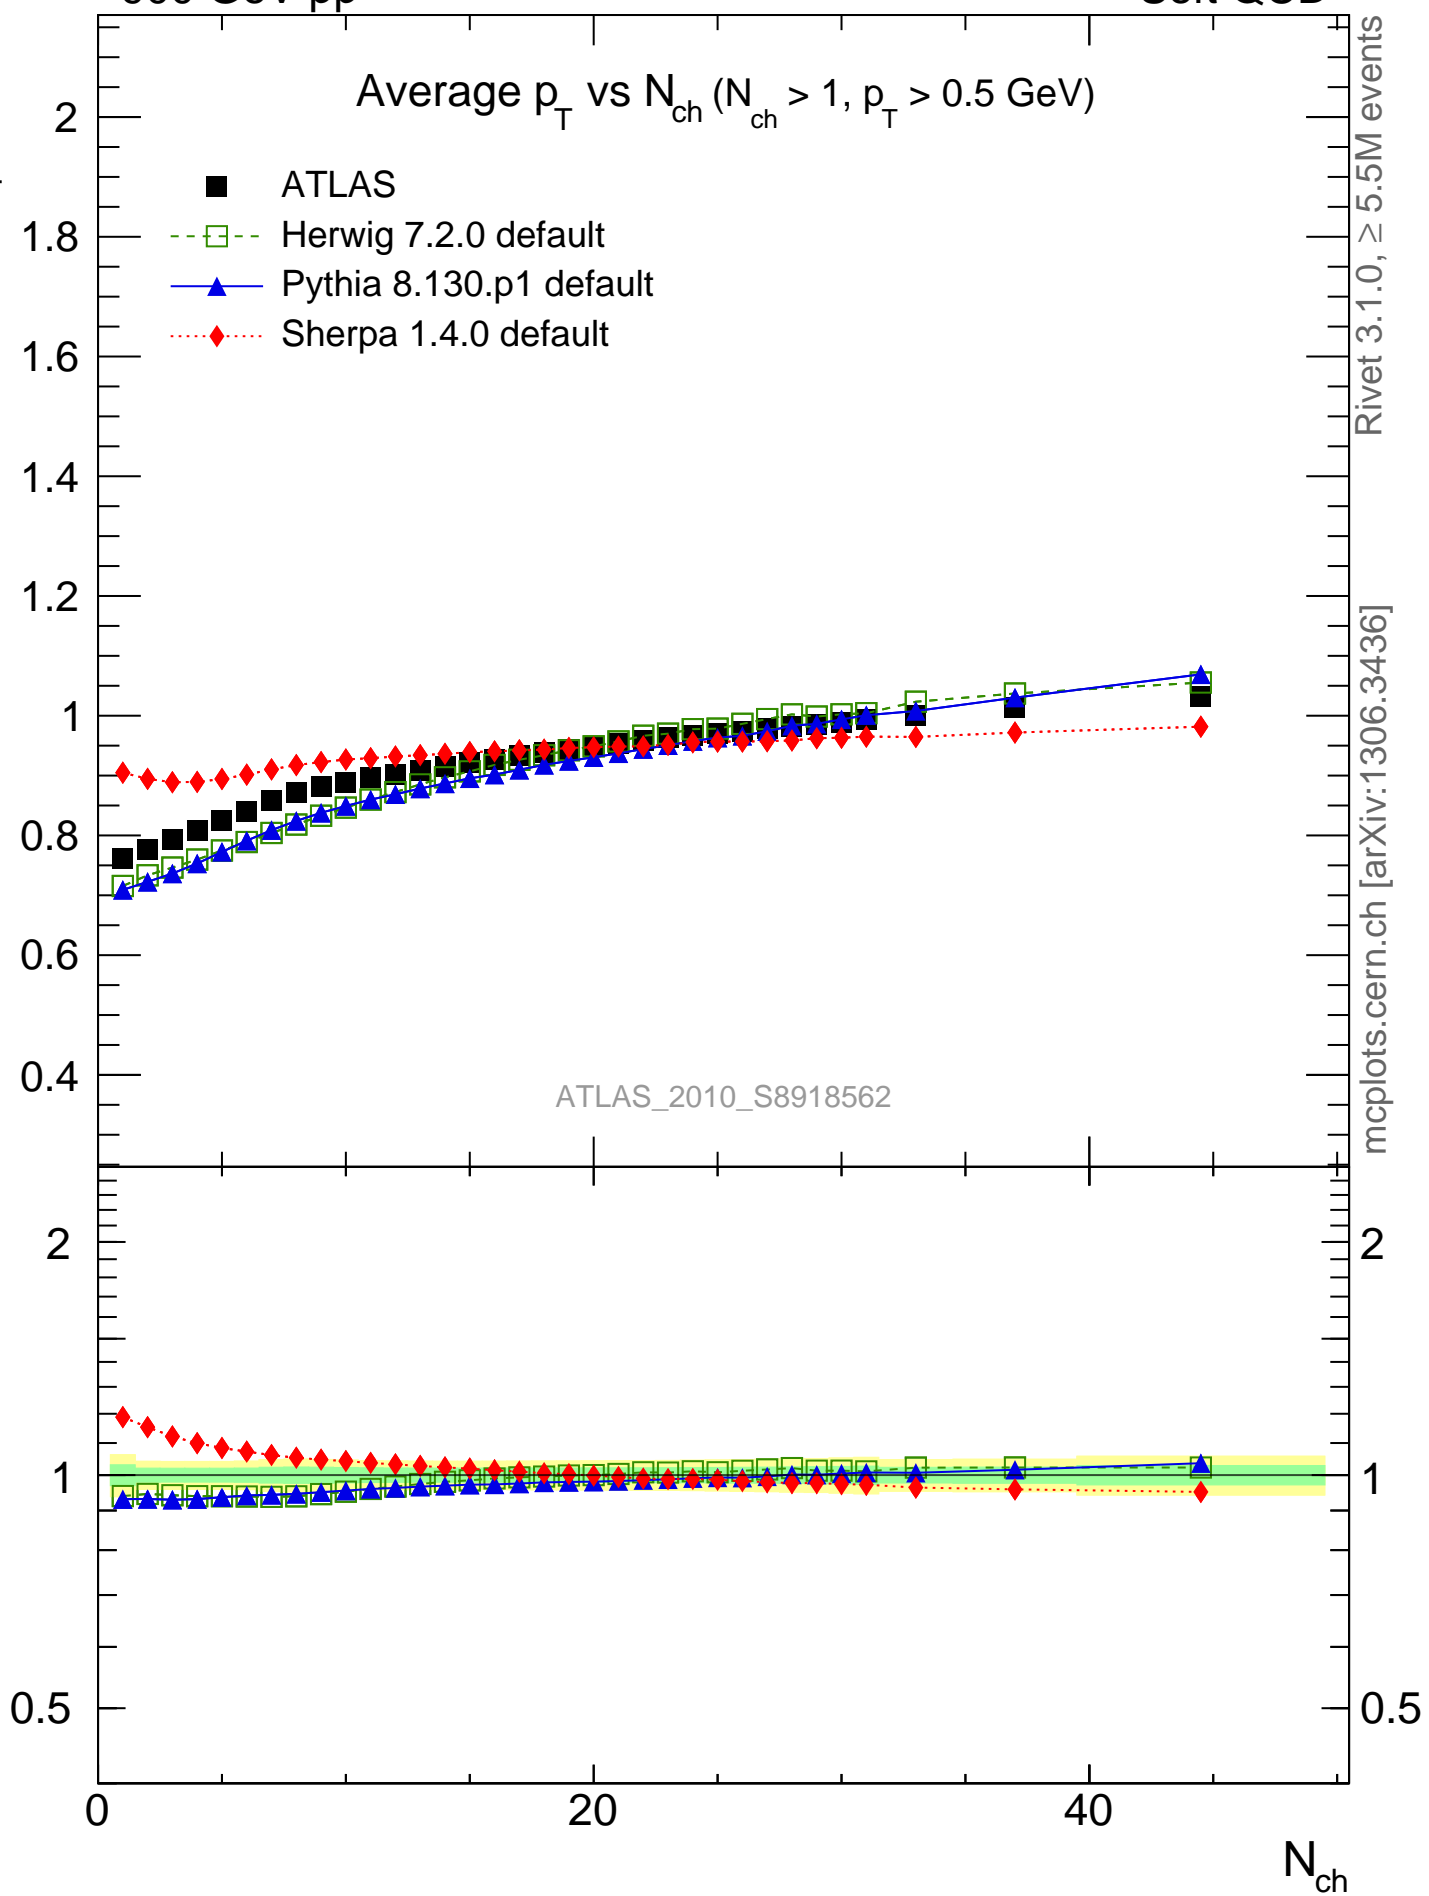 Average p_T vs N_ch (N_ch > 1, p_T > 0.5 GeV)
ATLAS
Herwig 7.2.0 default
Pythia 8.130.p1 default
Sherpa 1.4.0 default
2
1.8
1.6
1.4
1.2
1
0.8
0.6
0.4
ATLAS_2010_S8918562
Rivet 3.1.0, ≥ 5.5M events
mcplots.cern.ch [arXiv:1306.3436]
2
1
0.5
2
1
0.5
0
20
40
N_ch